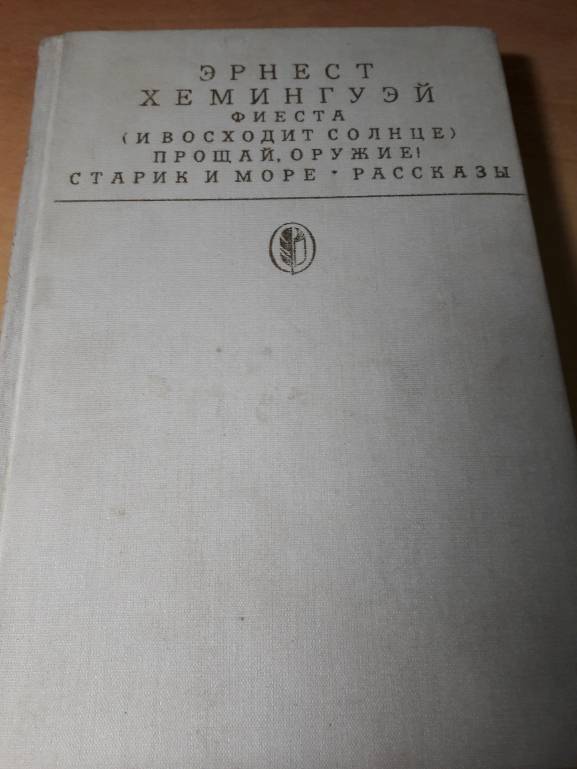 ЭРНЕСТ
ХЕМИНГУЭЙ
ФИЕСТА
(И ВОСХОДИТ СОЛНЦЕ)
ПРОЩАЙ, ОРУЖИЕ!
СТАРИК И МОРЕ • РАССКАЗЫ